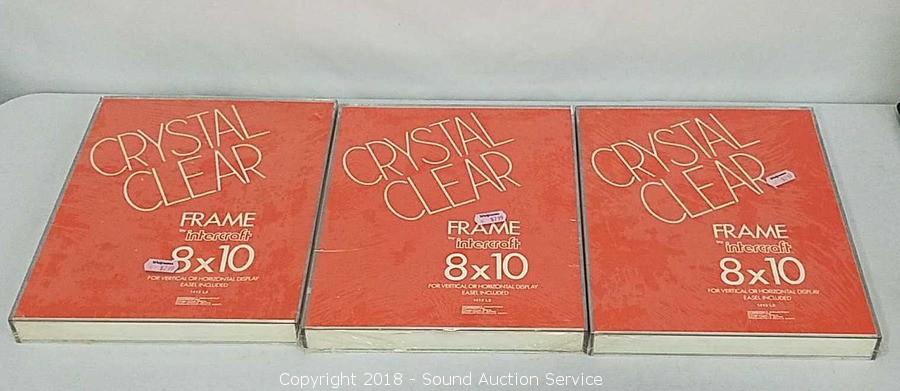 CRYSTAL
CLEAR
FRAME
by intercraft
8x10
FOR VERTICAL OR HORIZONTAL DISPLAY
EASEL INCLUDED
CRYSTAL
CLEAR
FRAME
by intercraft
8x10
FOR VERTICAL OR HORIZONTAL DISPLAY
EASEL INCLUDED
CRYSTAL
CLEAR
FRAME
by intercraft
8x10
FOR VERTICAL OR HORIZONTAL DISPLAY
EASEL INCLUDED
Copyright 2018 - Sound Auction Service